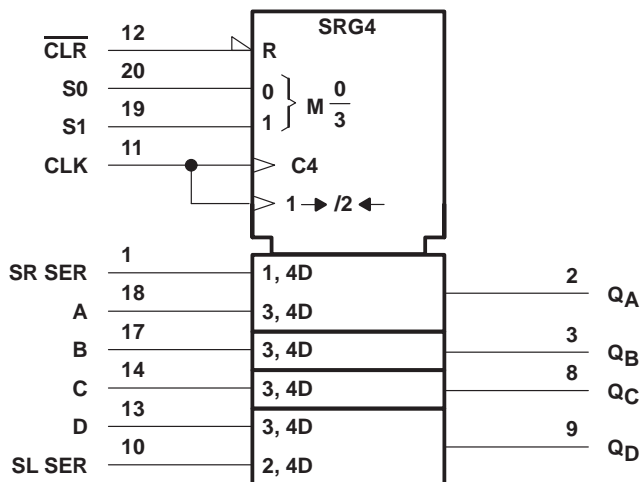 SRG4
CLR 12 R
S0 20 0
M 0/3
S1 19 1
CLK 11 C4
1 → /2 ←
SR SER 1 1, 4D
2 QA
A 18 3, 4D
B 17 3, 4D 3 QB
C 14 3, 4D 8 QC
D 13 3, 4D
9 QD
SL SER 10 2, 4D